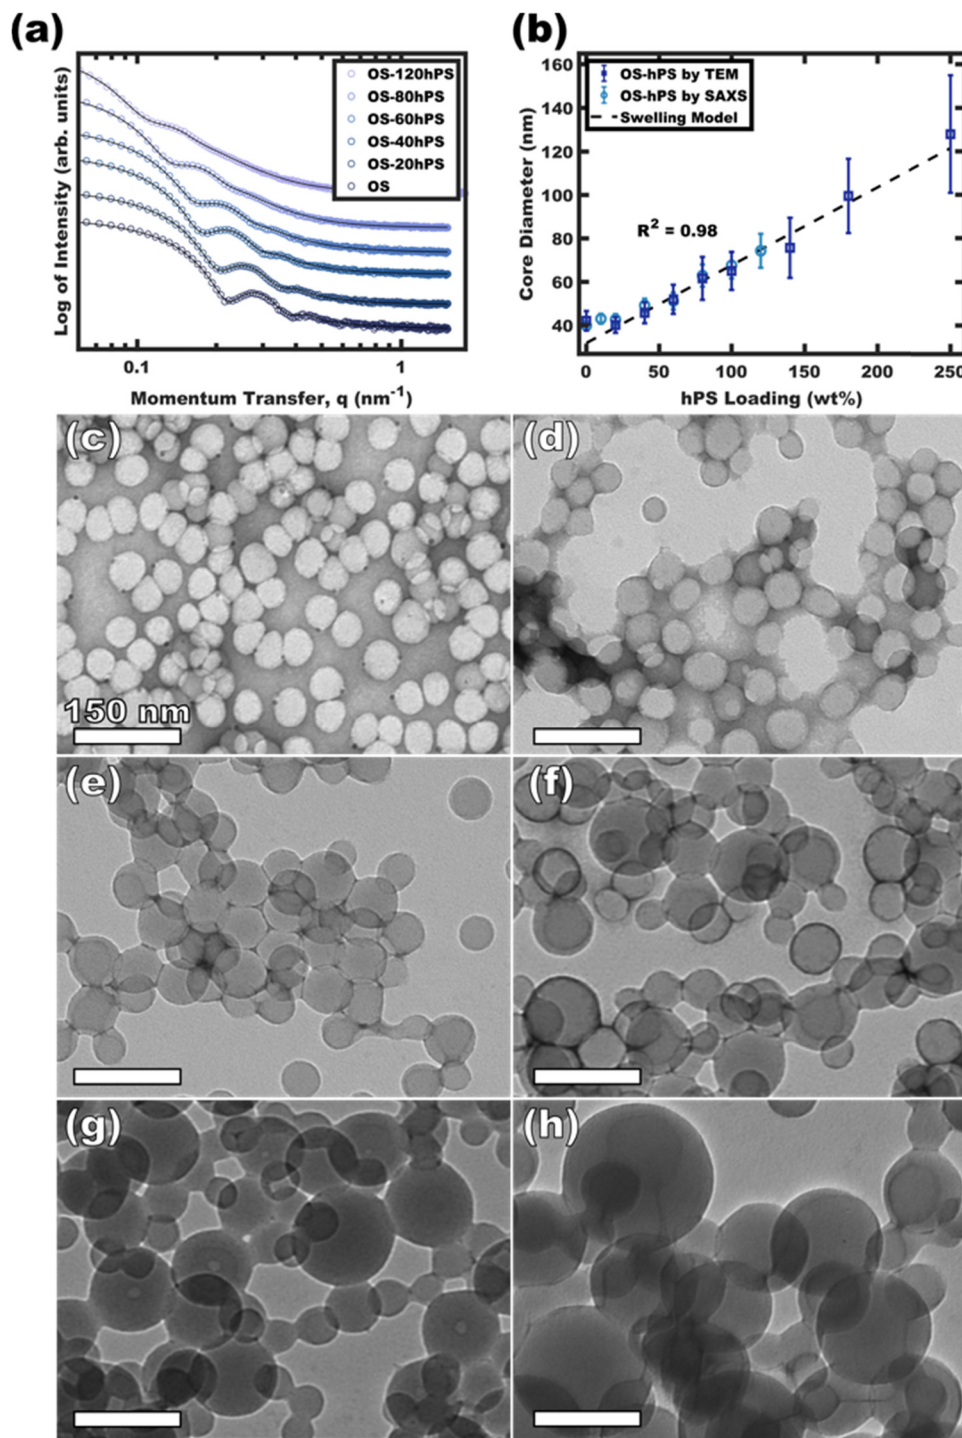 (a)
(b)
Log of Intensity (arb. units)
OS-120hPS
OS-80hPS
OS-60hPS
OS-40hPS
OS-20hPS
OS
0.1
1
Momentum Transfer, q (nm⁻¹)
Core Diameter (nm)
160
140
120
100
80
60
40
OS-hPS by TEM
OS-hPS by SAXS
Swelling Model
R² = 0.98
0
50
100
150
200
250
hPS Loading (wt%)
(c)
(d)
150 nm
(e)
(f)
(g)
(h)